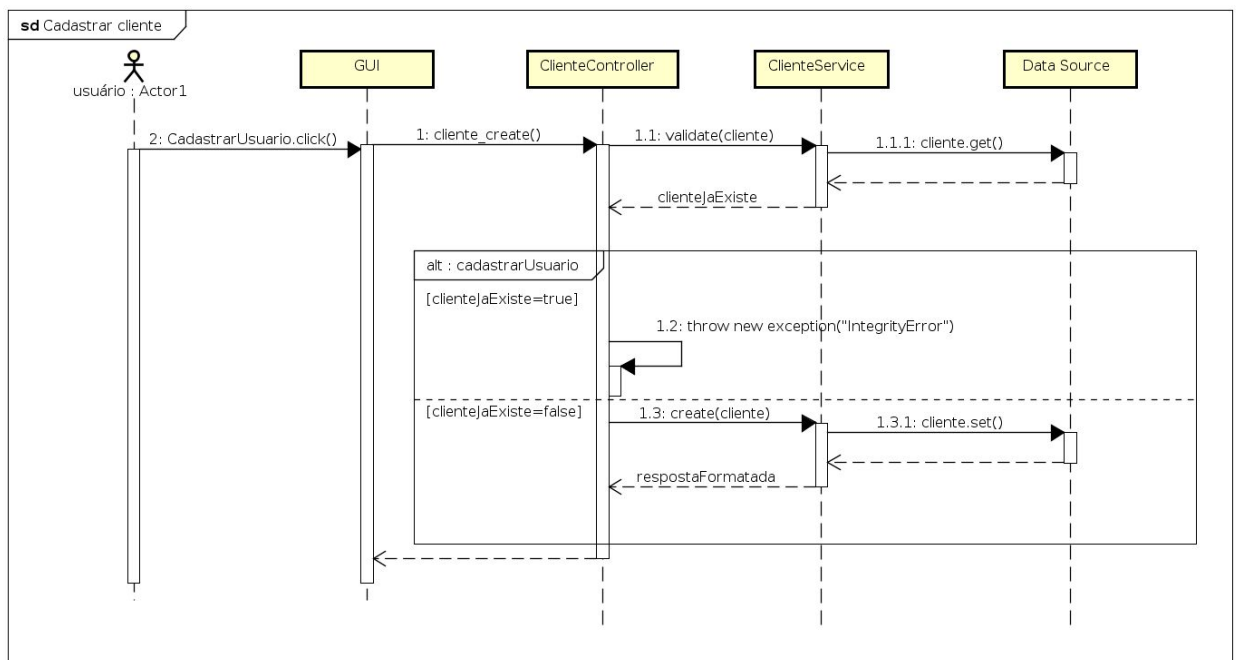 sd Cadastrar cliente
usuário : Actor1
GUI
ClienteController
ClienteService
Data Source
2: CadastrarUsuario.click()
1: cliente_create()
1.1: validate(cliente)
1.1.1: cliente.get()
clienteJaExiste
alt : cadastrarUsuario
[clienteJaExiste=true]
1.2: throw new exception("IntegrityError")
[clienteJaExiste=false]
1.3: create(cliente)
1.3.1: cliente.set()
respostaFormatada